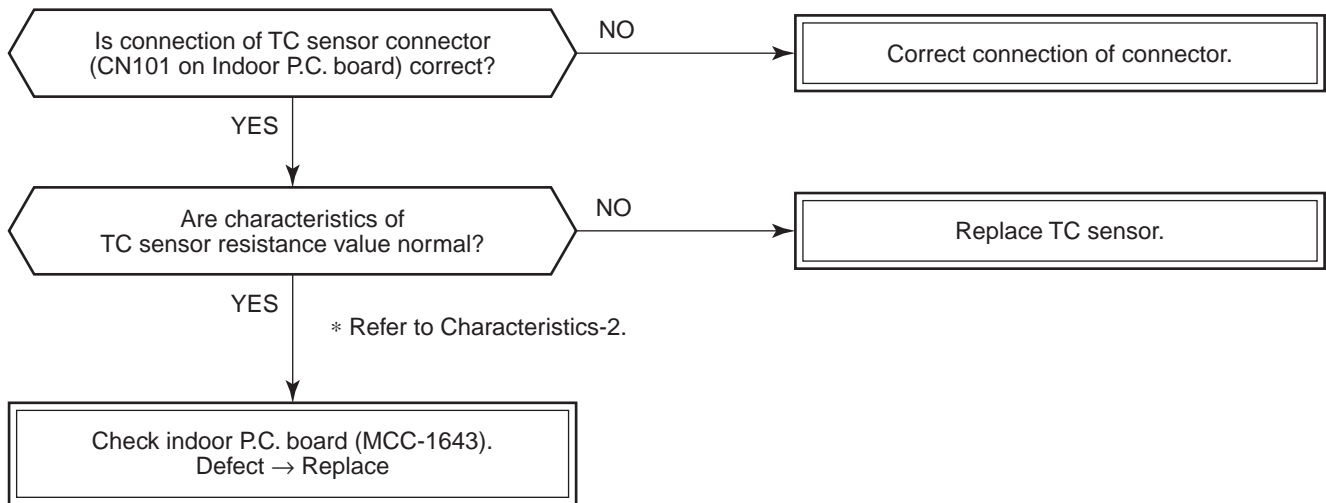 Is connection of TC sensor connector
(CN101 on Indoor P.C. board) correct?
NO
Correct connection of connector.
YES
Are characteristics of
TC sensor resistance value normal?
NO
Replace TC sensor.
YES
* Refer to Characteristics-2.
Check indoor P.C. board (MCC-1643).
Defect → Replace